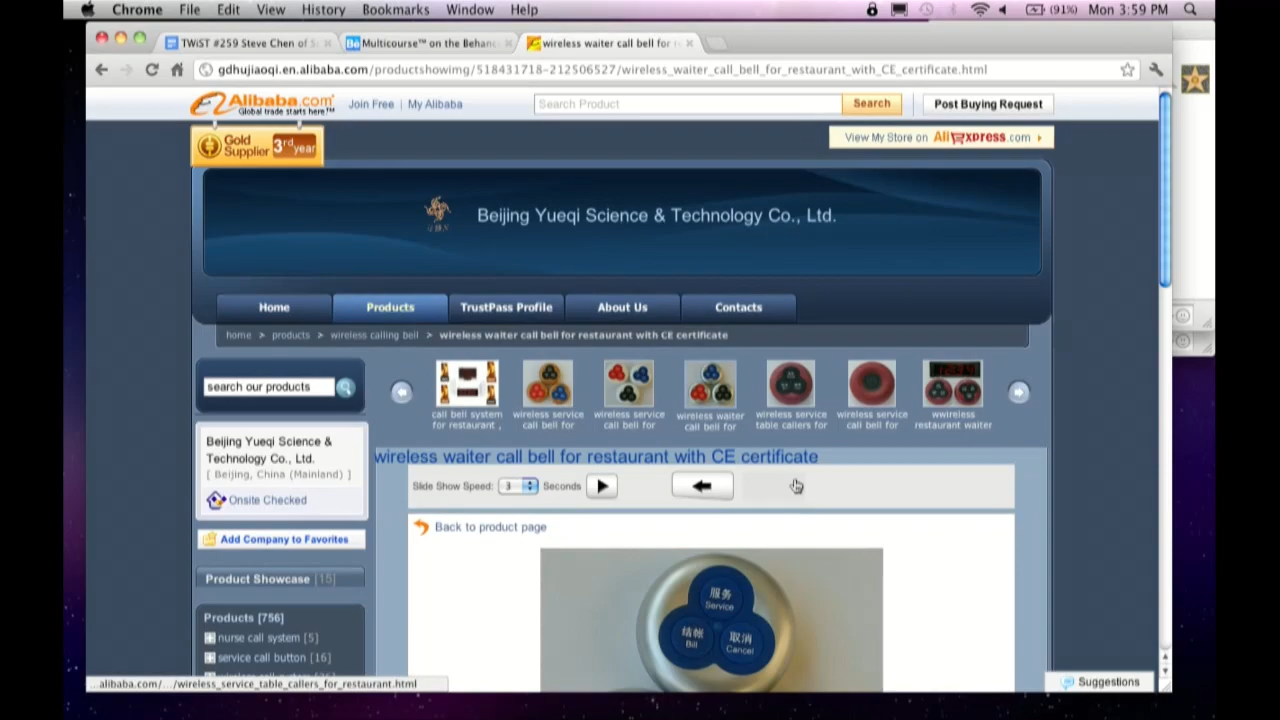 Chrome File Edit View History Bookmarks Window Help (91%) Mon 3:59 PM
TWiST #259 Steve Chen of
Multicourse™ on the Behanc
wireless waiter call bell for
gdhujiaoqi.en.alibaba.com/productshowimg/518431718-212506527/wireless_waiter_call_bell_for_restaurant_with_CE_certificate.html
Alibaba.com
Global trade starts here™
Join Free | My Alibaba
Search Product
Search
Post Buying Request
Gold Supplier 3rd year
View My Store on AliExpress.com
Beijing Yueqi Science & Technology Co., Ltd.
Home Products TrustPass Profile About Us Contacts
home > products > wireless calling bell > wireless waiter call bell for restaurant with CE certificate
search our products
call bell system for restaurant ,
wireless service call bell for
wireless service call bell for
wireless waiter call bell for
wireless service table callers for
wireless service call bell for
wwireless restaurant waiter
Beijing Yueqi Science &
Technology Co., Ltd.
[ Beijing, China (Mainland) ]
Onsite Checked
Add Company to Favorites
Product Showcase [15]
Products [756]
nurse call system [5]
service call button [16]
wireless waiter call bell for restaurant with CE certificate
Slide Show Speed: 3 Seconds
Back to product page
服务
Service
结帐
Bill
取消
Cancel
...alibaba.com/.../wireless_service_table_callers_for_restaurant.html
Suggestions